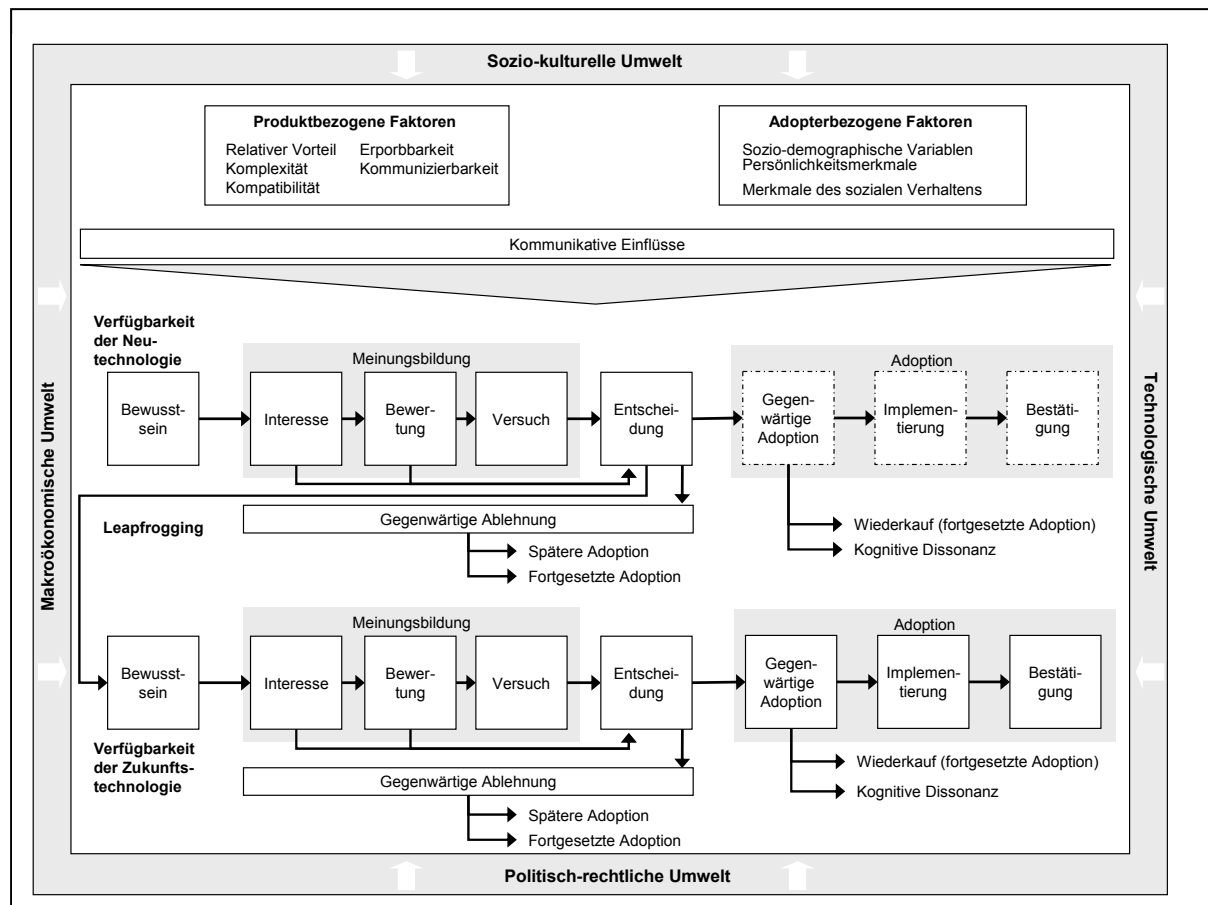 Sozio-kulturelle Umwelt
Produktbezogene Faktoren
Relativer Vorteil
Erporbbarkeit
Komplexität
Kommunizierbarkeit
Kompatibilität
Adopterbezogene Faktoren
Sozio-demographische Variablen
Persönlichkeitsmerkmale
Merkmale des sozialen Verhaltens
Kommunikative Einflüsse
Makroökonomische Umwelt
Technologische Umwelt
Verfügbarkeit
der Neu-
technologie
Meinungsbildung
Adoption
Bewusst-
sein
Interesse
Bewer-
tung
Versuch
Entschei-
dung
Gegen-
wärtige
Adoption
Implemen-
tierung
Bestäti-
gung
Leapfrogging
Gegenwärtige Ablehnung
Spätere Adoption
Fortgesetzte Adoption
Wiederkauf (fortgesetzte Adoption)
Kognitive Dissonanz
Meinungsbildung
Adoption
Bewusst-
sein
Interesse
Bewer-
tung
Versuch
Entschei-
dung
Gegen-
wärtige
Adoption
Implemen-
tierung
Bestäti-
gung
Verfügbarkeit
der Zukunfts-
technologie
Gegenwärtige Ablehnung
Spätere Adoption
Fortgesetzte Adoption
Wiederkauf (fortgesetzte Adoption)
Kognitive Dissonanz
Politisch-rechtliche Umwelt